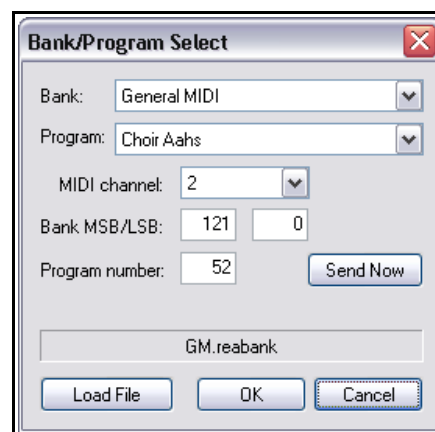 Bank/Program Select
Bank: General MIDI
Program: Choir Aahs
MIDI channel: 2
Bank MSB/LSB: 121 0
Program number: 52 Send Now
GM.reabank
Load File OK Cancel